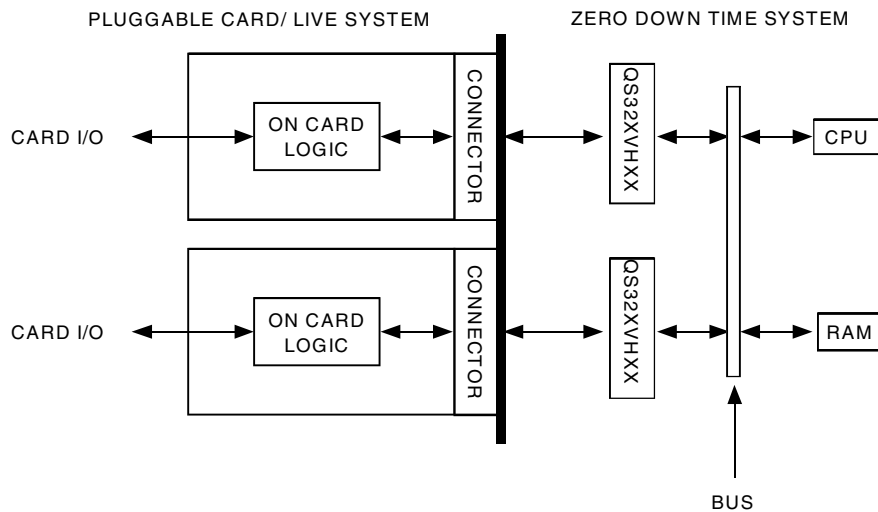 PLUGGABLE CARD/ LIVE SYSTEM
ZERO DOWN TIME SYSTEM
CARD I/O
ON CARD
LOGIC
CONNECTOR
QS32XVHXX
CPU
CARD I/O
ON CARD
LOGIC
CONNECTOR
QS32XVHXX
RAM
BUS